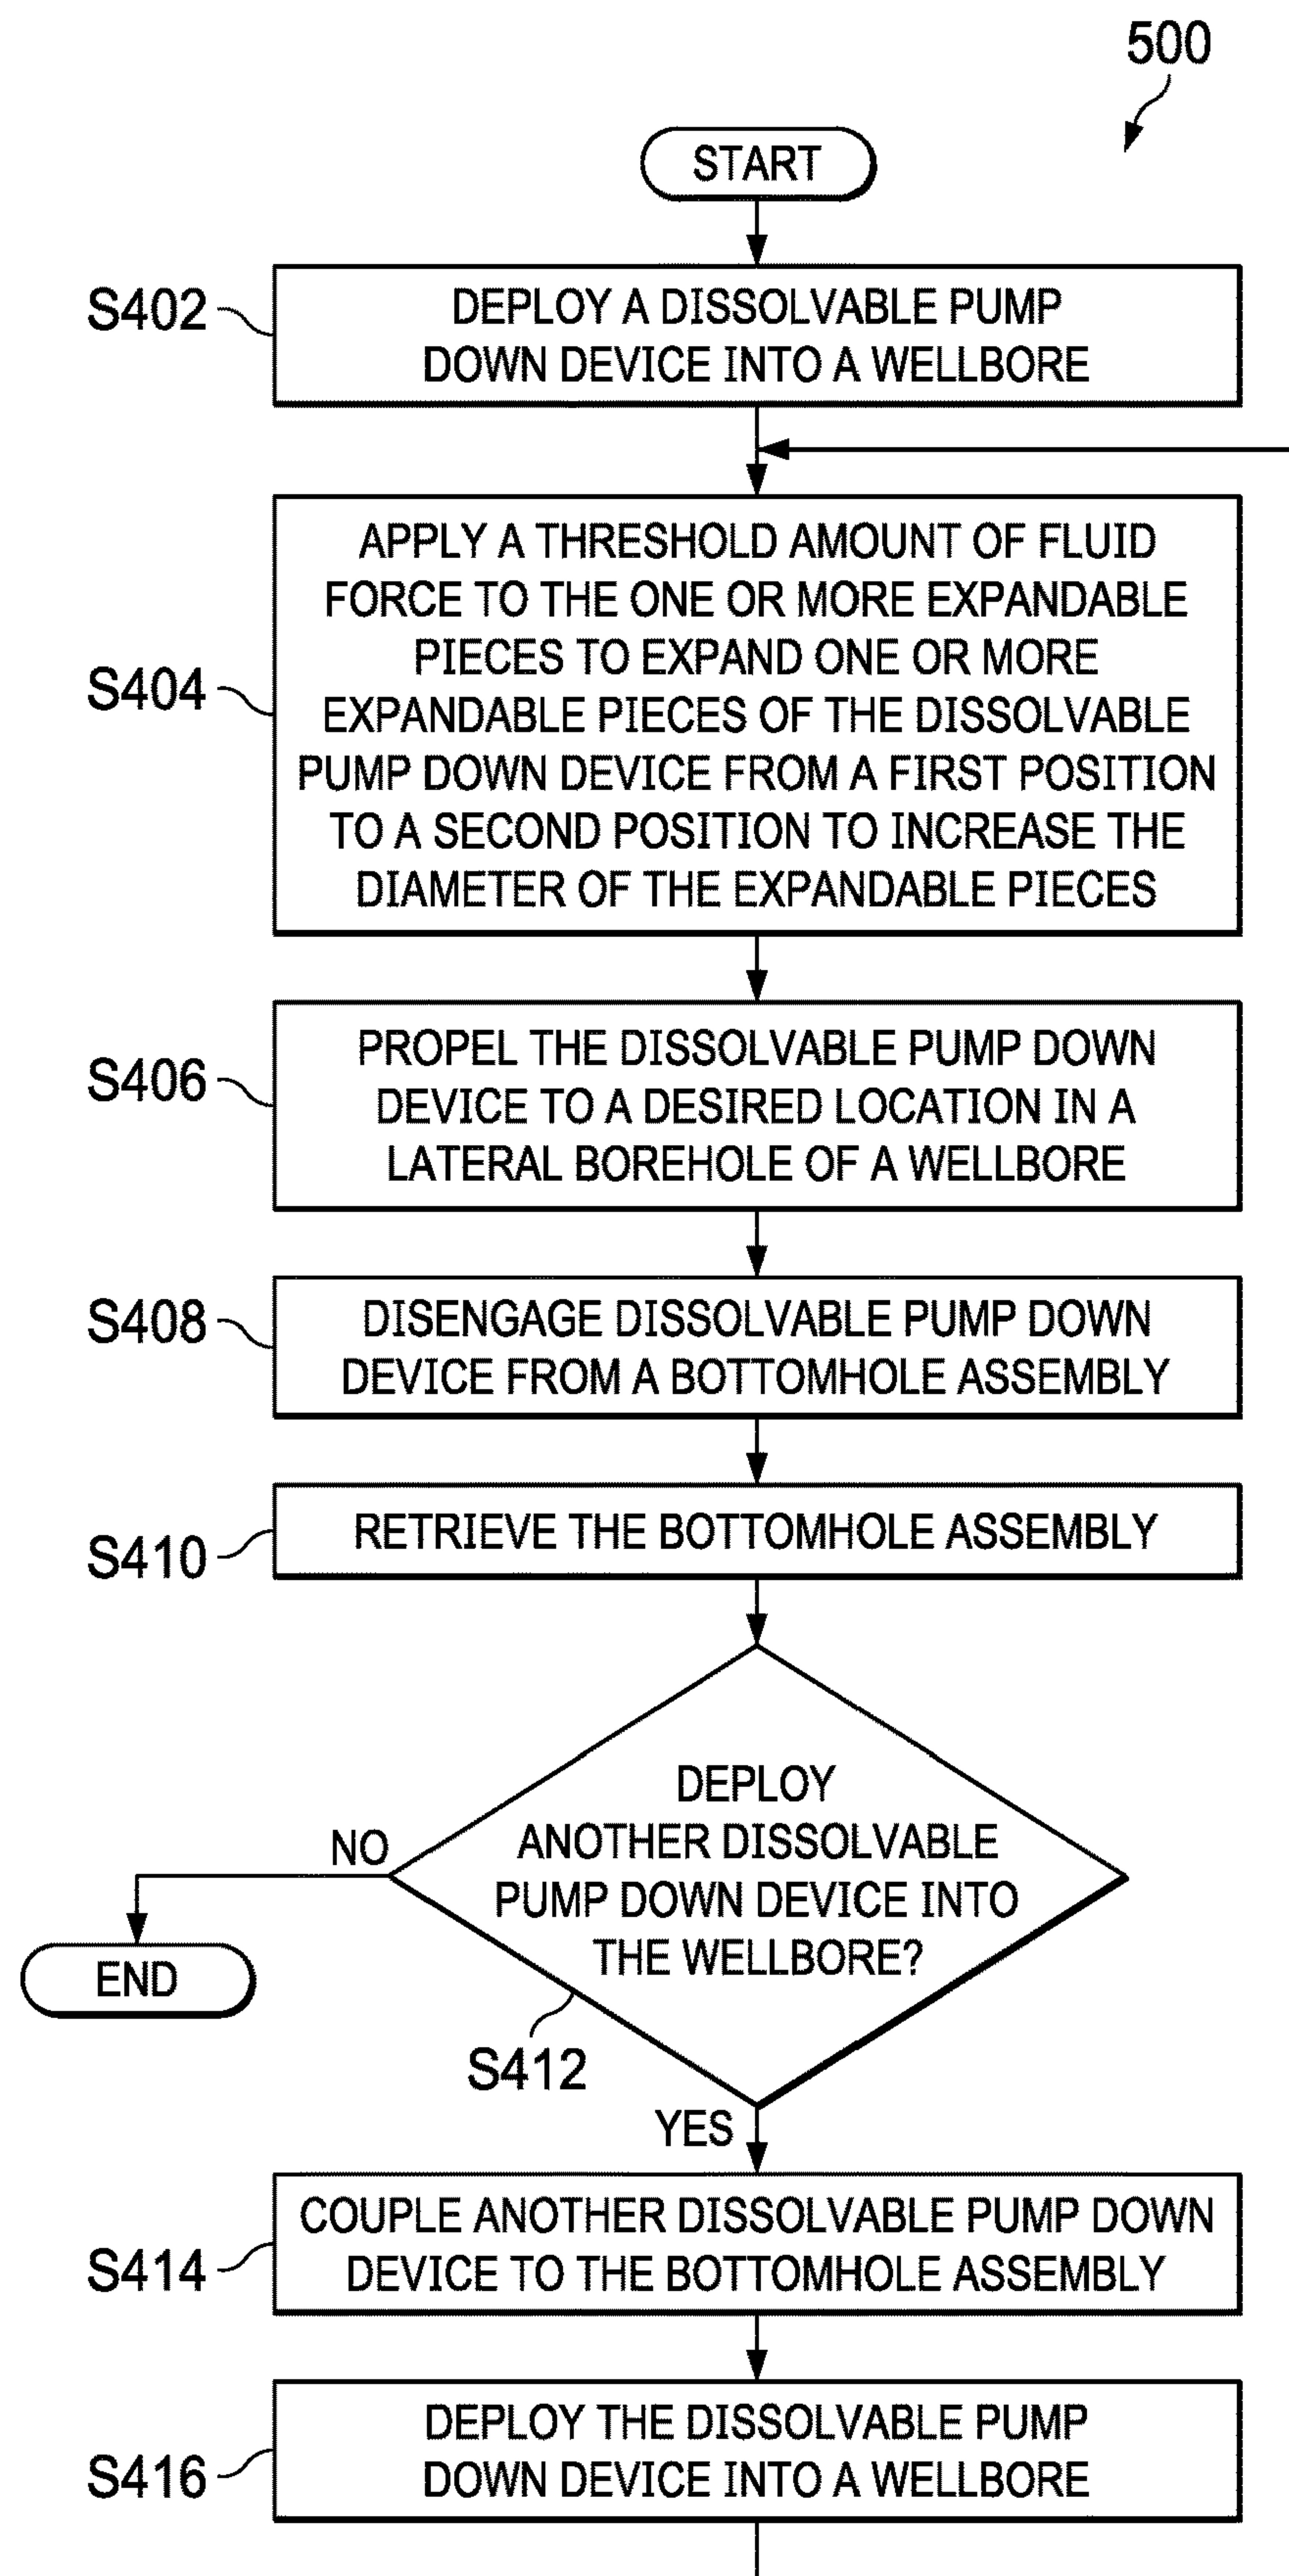 500
START
S402
DEPLOY A DISSOLVABLE PUMP
DOWN DEVICE INTO A WELLBORE
S404
APPLY A THRESHOLD AMOUNT OF FLUID
FORCE TO THE ONE OR MORE EXPANDABLE
PIECES TO EXPAND ONE OR MORE
EXPANDABLE PIECES OF THE DISSOLVABLE
PUMP DOWN DEVICE FROM A FIRST POSITION
TO A SECOND POSITION TO INCREASE THE
DIAMETER OF THE EXPANDABLE PIECES
S406
PROPEL THE DISSOLVABLE PUMP DOWN
DEVICE TO A DESIRED LOCATION IN A
LATERAL BOREHOLE OF A WELLBORE
S408
DISENGAGE DISSOLVABLE PUMP DOWN
DEVICE FROM A BOTTOMHOLE ASSEMBLY
S410
RETRIEVE THE BOTTOMHOLE ASSEMBLY
DEPLOY
ANOTHER DISSOLVABLE
PUMP DOWN DEVICE INTO
THE WELLBORE?
NO
END
S412
YES
S414
COUPLE ANOTHER DISSOLVABLE PUMP DOWN
DEVICE TO THE BOTTOMHOLE ASSEMBLY
S416
DEPLOY THE DISSOLVABLE PUMP
DOWN DEVICE INTO A WELLBORE